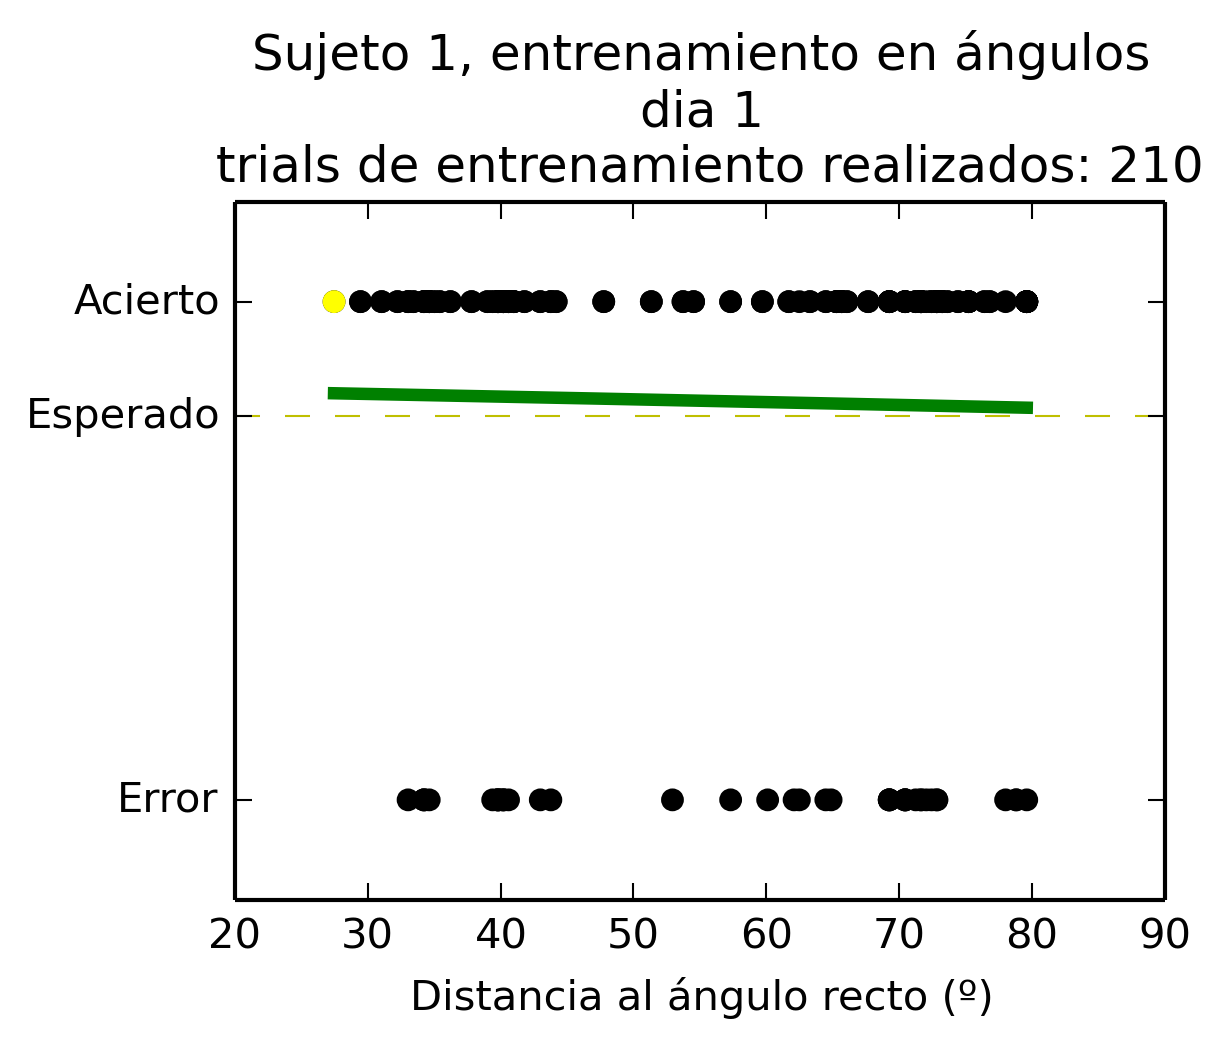 Sujeto 1, entrenamiento en ángulos
dia 1
trials de entrenamiento realizados: 210
Acierto
Esperado
Error
20 30 40 50 60 70 80 90
Distancia al ángulo recto (º)